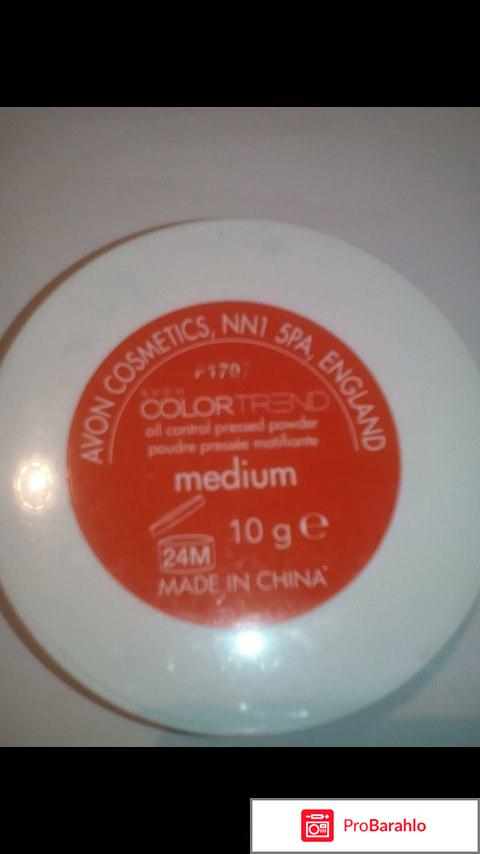 AVON COSMETICS, NN1 5PA, ENGLAND
AVON
COLORTREND
oil control pressed powder
poudre pressée matifiante
medium
10 g e
24M
MADE IN CHINA
ProBarahlo